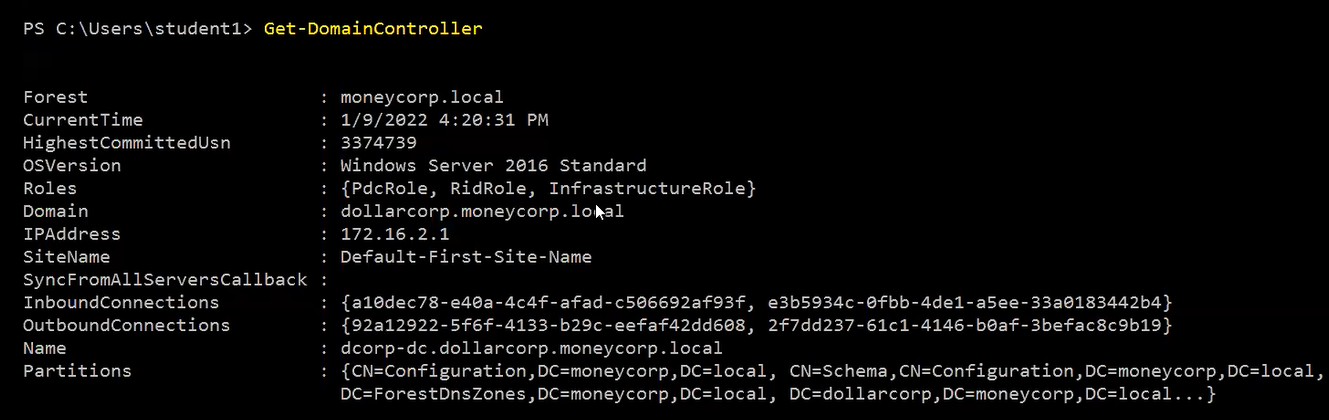 PS C:\Users\student1> Get-DomainController
Forest : moneycorp.local
CurrentTime : 1/9/2022 4:20:31 PM
HighestCommittedUsn : 3374739
OSVersion : Windows Server 2016 Standard
Roles : {PdcRole, RidRole, InfrastructureRole}
Domain : dollarcorp.moneycorp.local
IPAddress : 172.16.2.1
SiteName : Default-First-Site-Name
SyncFromAllServersCallback :
InboundConnections : {a10dec78-e40a-4c4f-afad-c506692af93f, e3b5934c-0fbb-4de1-a5ee-33a0183442b4}
OutboundConnections : {92a12922-5f6f-4133-b29c-eefaf42dd608, 2f7dd237-61c1-4146-b0af-3befac8c9b19}
Name : dcorp-dc.dollarcorp.moneycorp.local
Partitions : {CN=Configuration,DC=moneycorp,DC=local, CN=Schema,CN=Configuration,DC=moneycorp,DC=local,
DC=ForestDnsZones,DC=moneycorp,DC=local, DC=dollarcorp,DC=moneycorp,DC=local...}